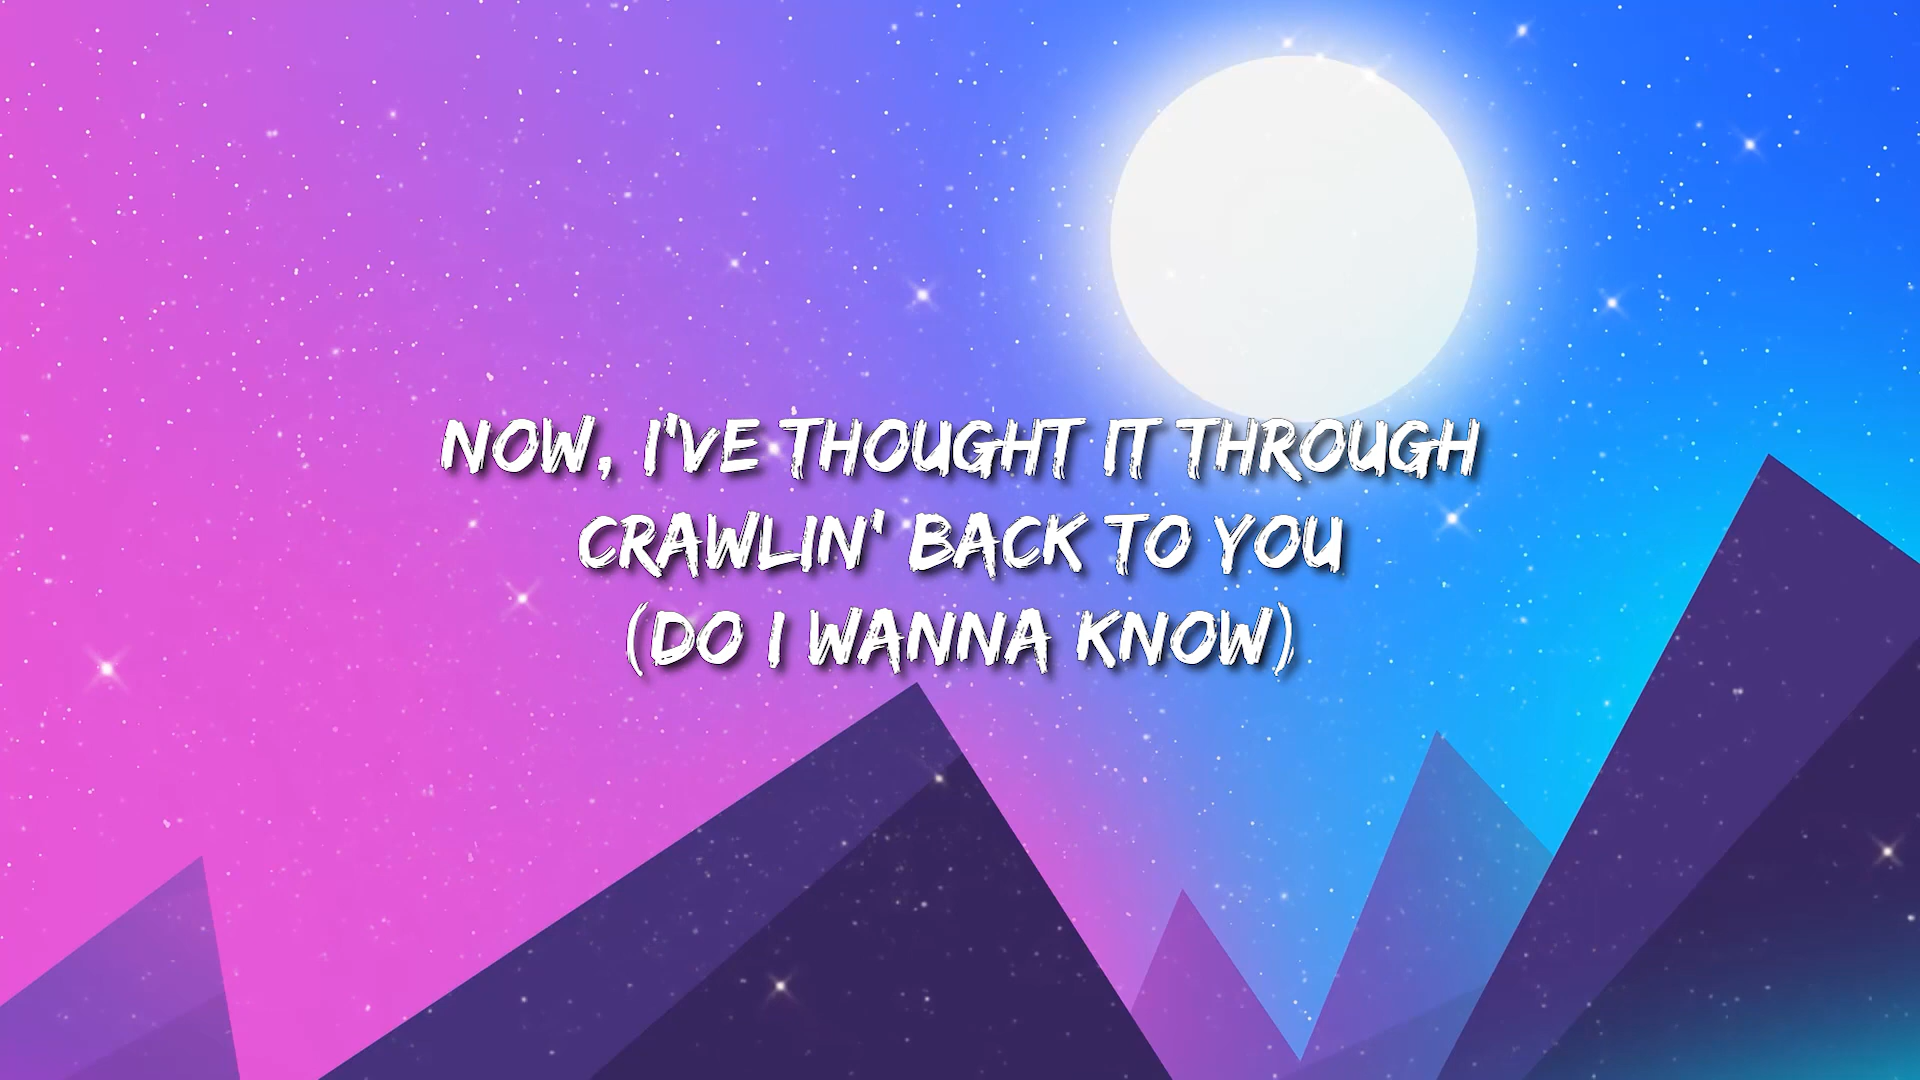 NOW, I'VE THOUGHT IT THROUGH
CRAWLIN' BACK TO YOU
(DO I WANNA KNOW)